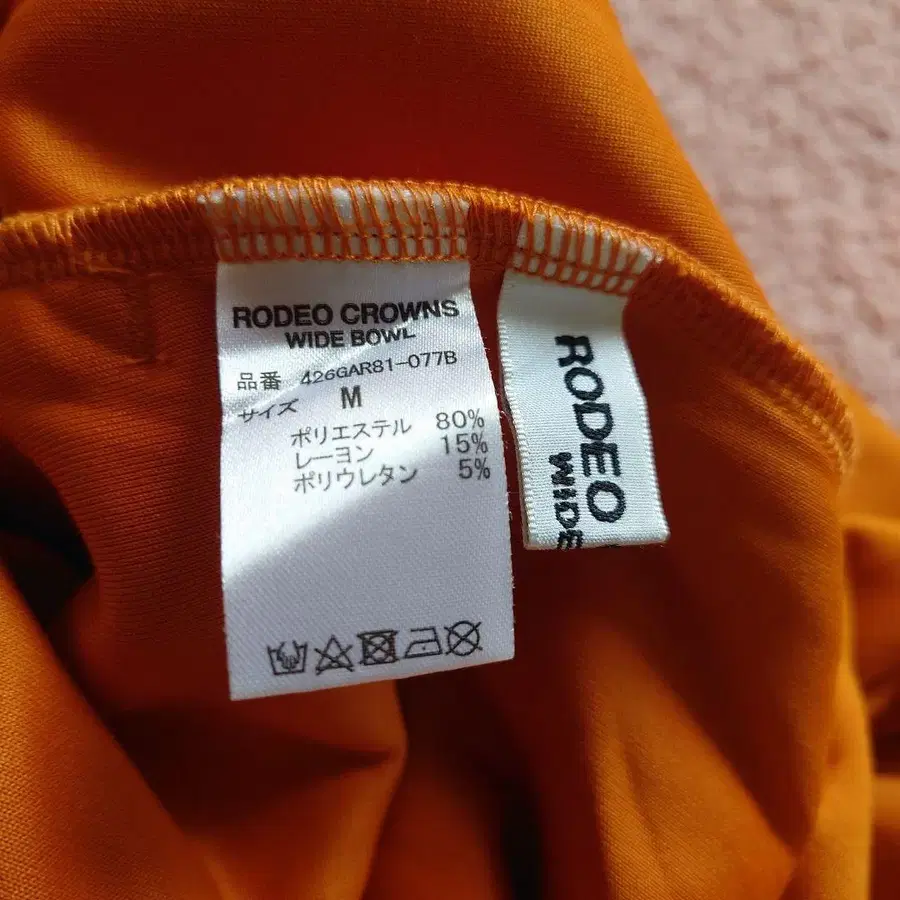 RODEO CROWNS
WIDE BOWL
品番 426GAR81-077B
サイズ M
ポリエステル 80%
レーヨン 15%
ポリウレタン 5%
RODEO
WIDE